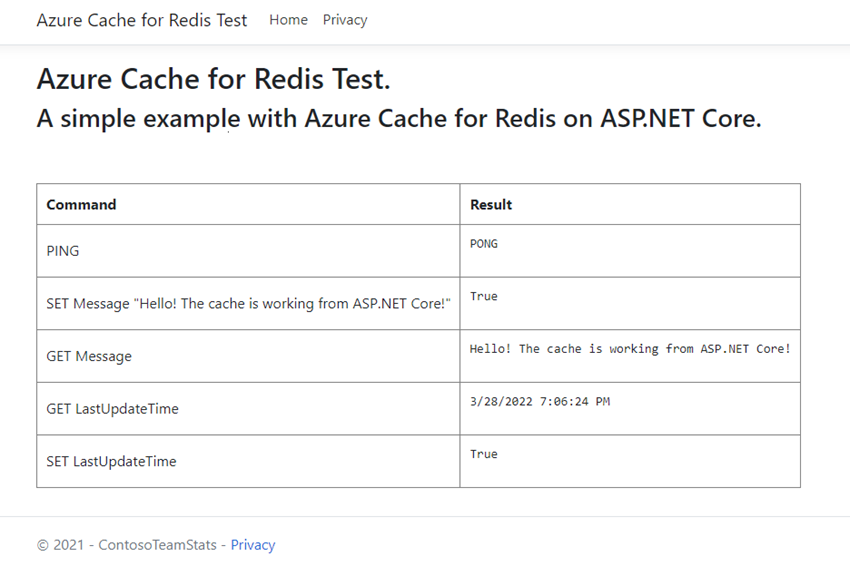 Azure Cache for Redis Test Home Privacy
Azure Cache for Redis Test.
A simple example with Azure Cache for Redis on ASP.NET Core.
Command Result
PING PONG
SET Message "Hello! The cache is working from ASP.NET Core!" True
GET Message Hello! The cache is working from ASP.NET Core!
GET LastUpdateTime 3/28/2022 7:06:24 PM
SET LastUpdateTime True
© 2021 - ContosoTeamStats - Privacy